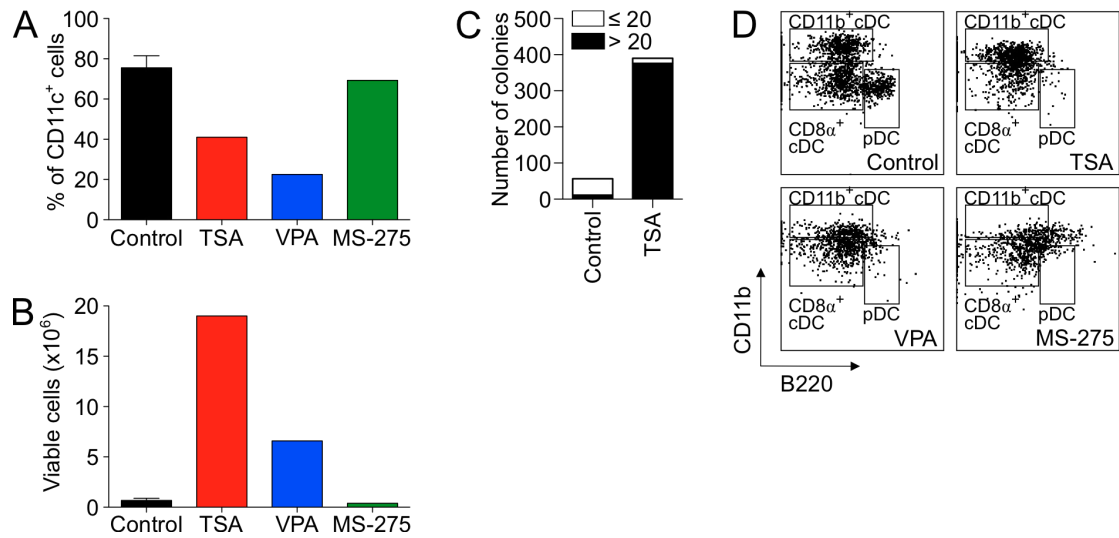 A
% of CD11c⁺ cells
100
80
60
40
20
0
Control TSA VPA MS-275
B
Viable cells (x10⁶)
20
15
10
5
0
Control TSA VPA MS-275
C
Number of colonies
500
400
300
200
100
0
≤ 20
> 20
Control TSA
D
CD11b⁺cDC
CD8α⁺
cDC
pDC
Control
CD11b⁺cDC
CD8α⁺
cDC
pDC
TSA
CD11b⁺cDC
CD8α⁺
cDC
pDC
VPA
CD11b⁺cDC
CD8α⁺
cDC
pDC
MS-275
CD11b
B220